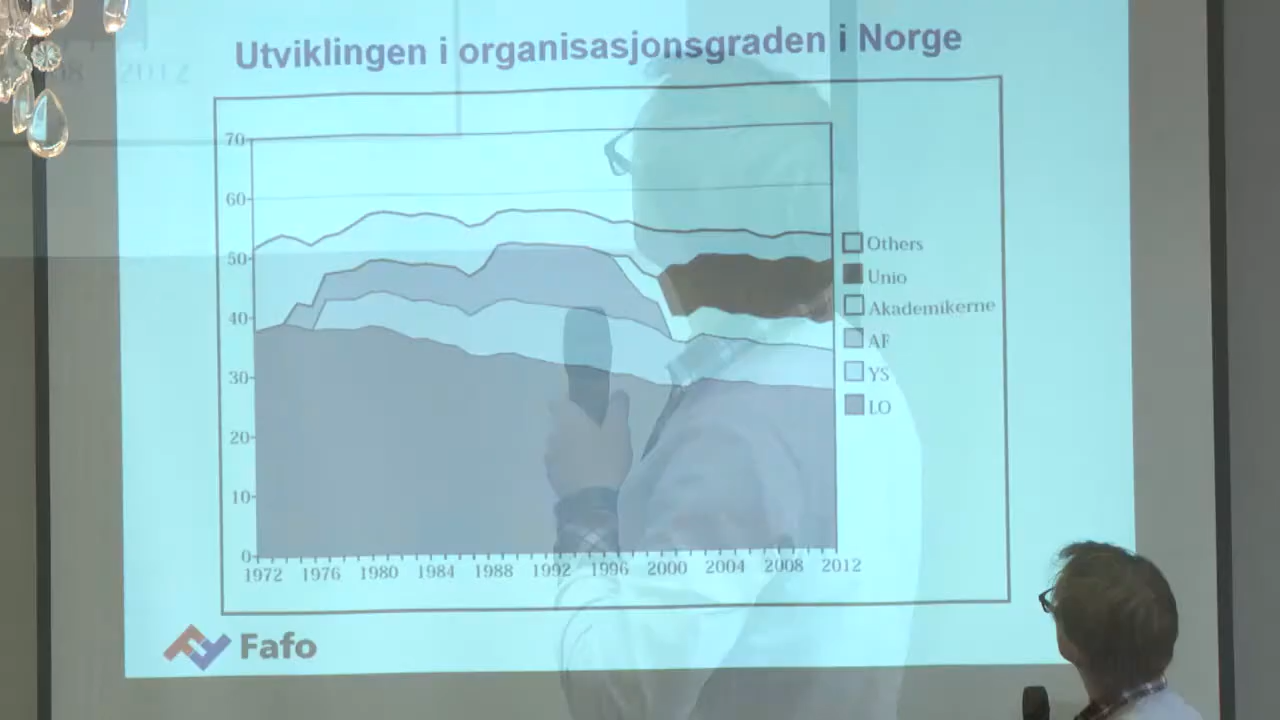 Utviklingen i organisasjonsgraden i Norge
2012
70
60
50
40
30
20
10
0
1972 1976 1980 1984 1988 1992 1996 2000 2004 2008 2012
Others
Unio
Akademikerne
AF
YS
LO
Fafo